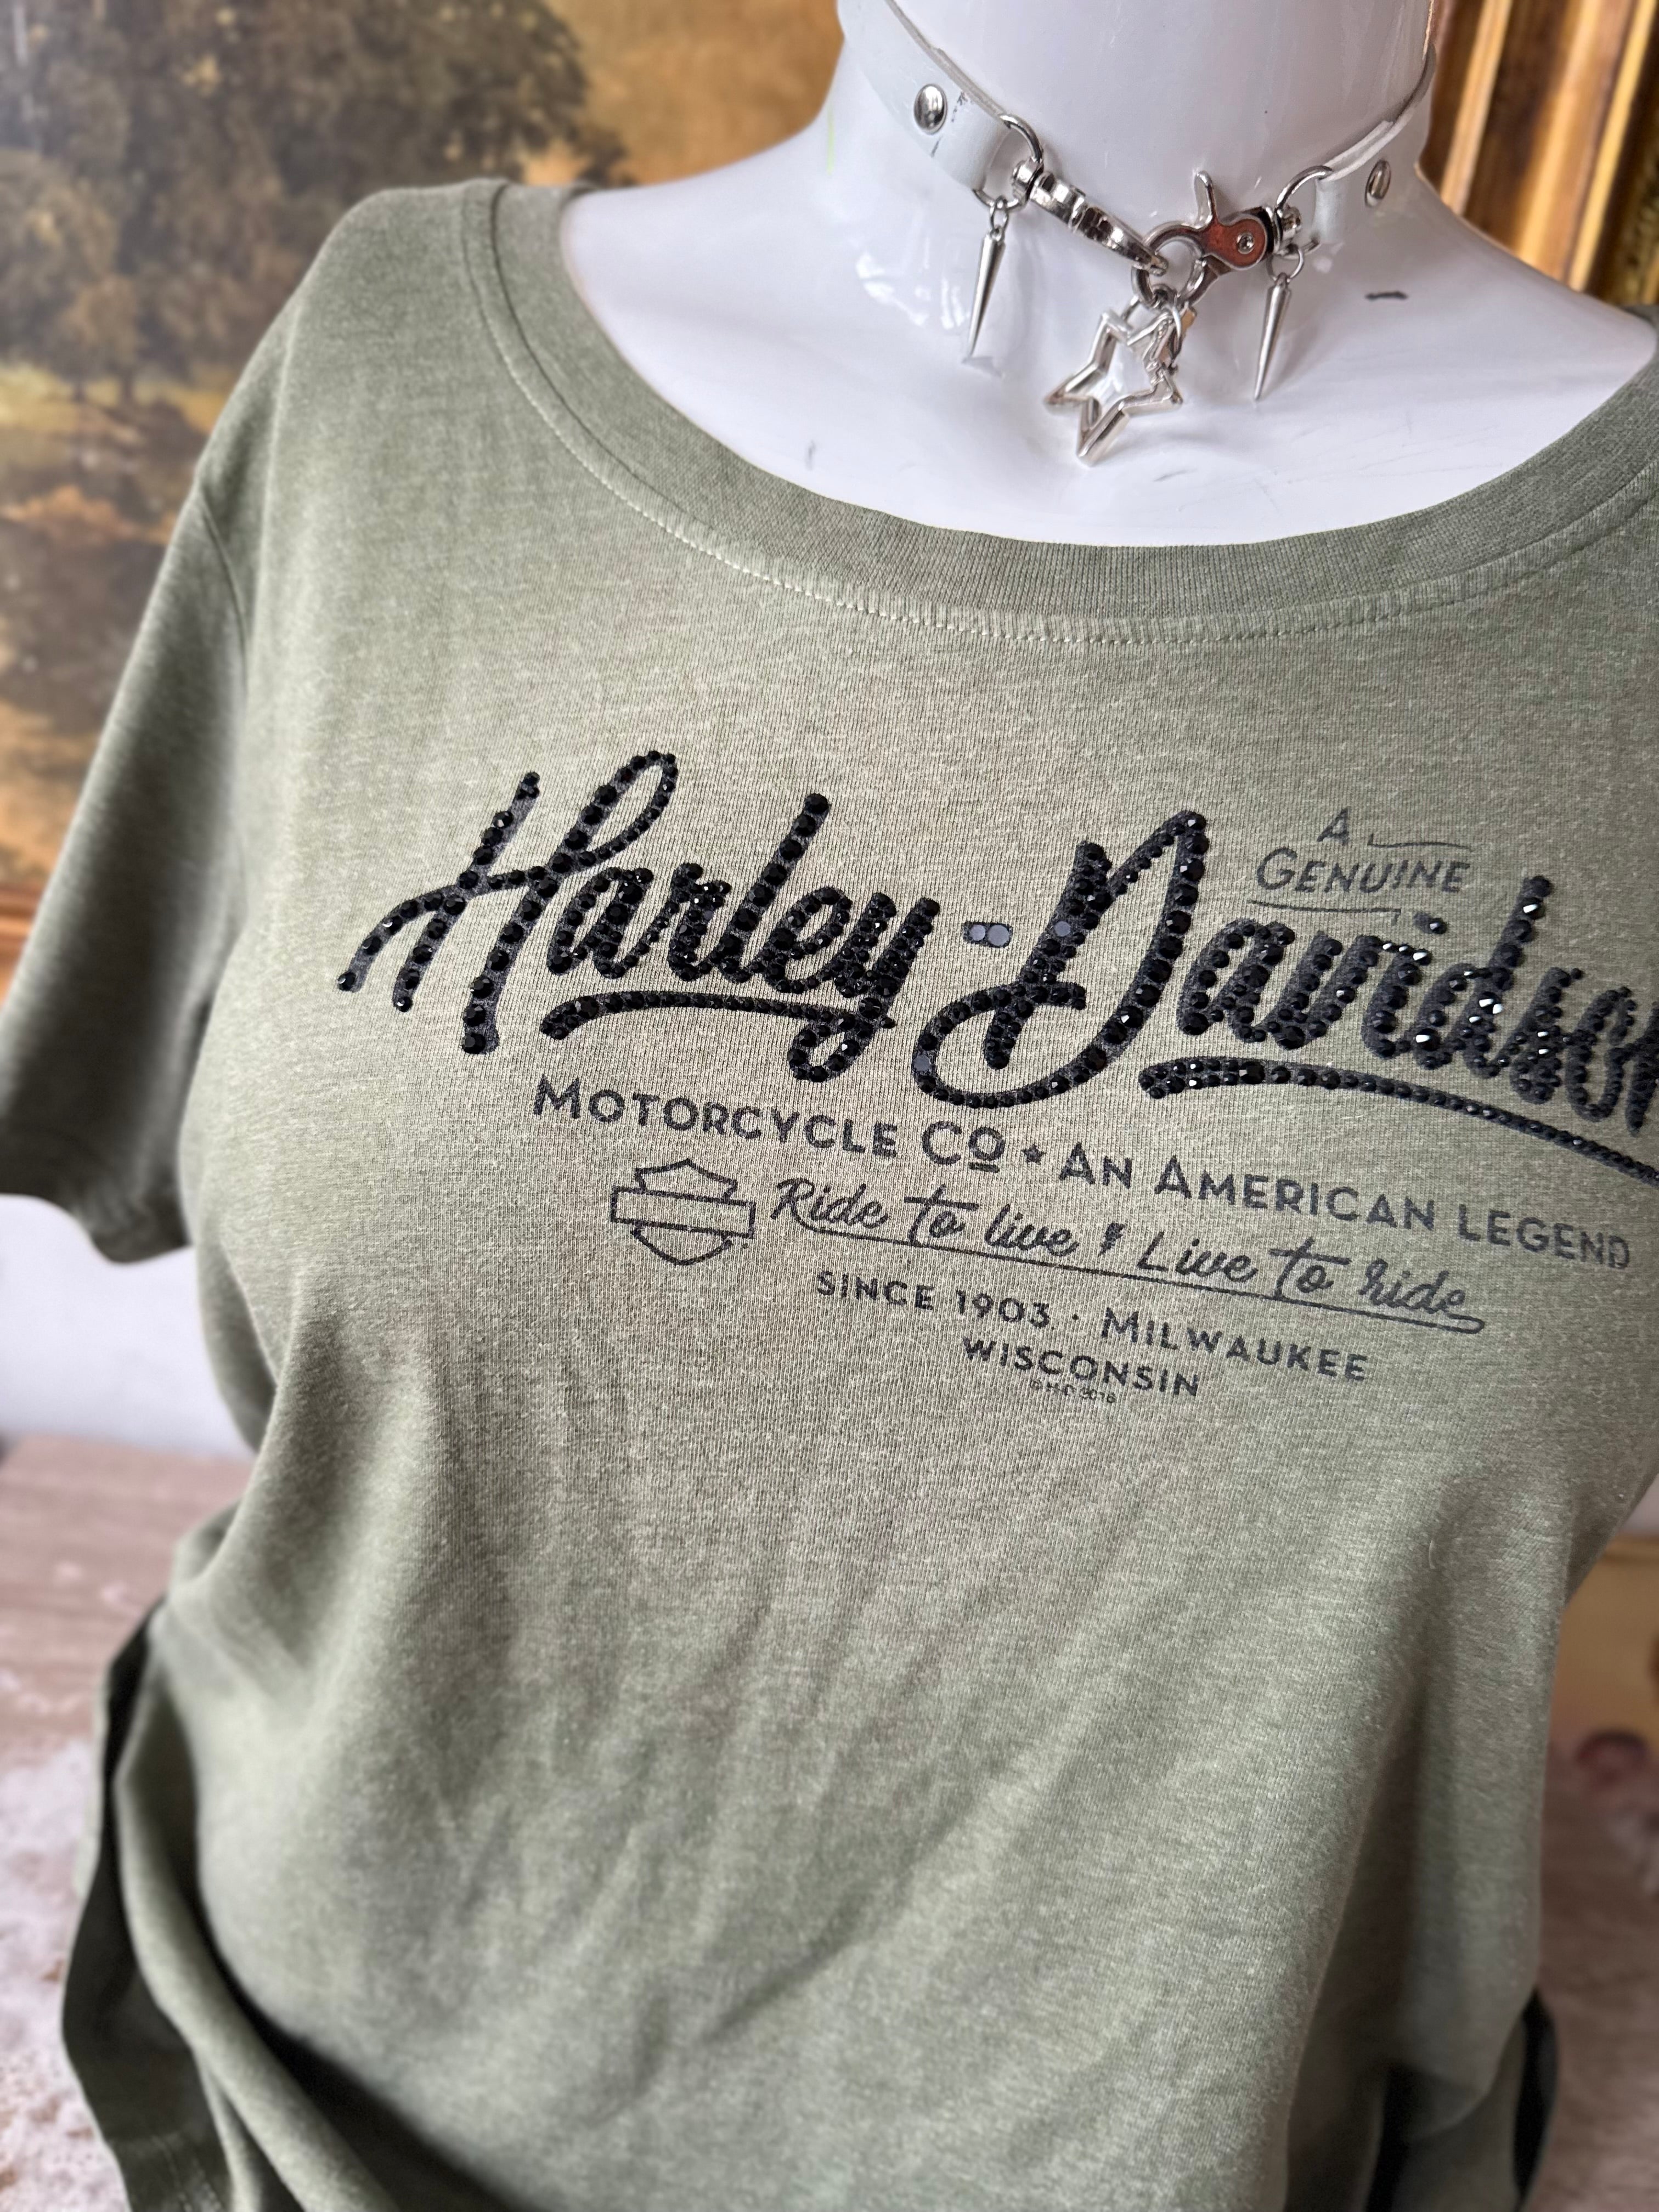 A
GENUINE
Harley-Davidson
MOTORCYCLE CO ★ AN AMERICAN LEGEND
Ride to live & Live to ride
SINCE 1903 · MILWAUKEE
WISCONSIN